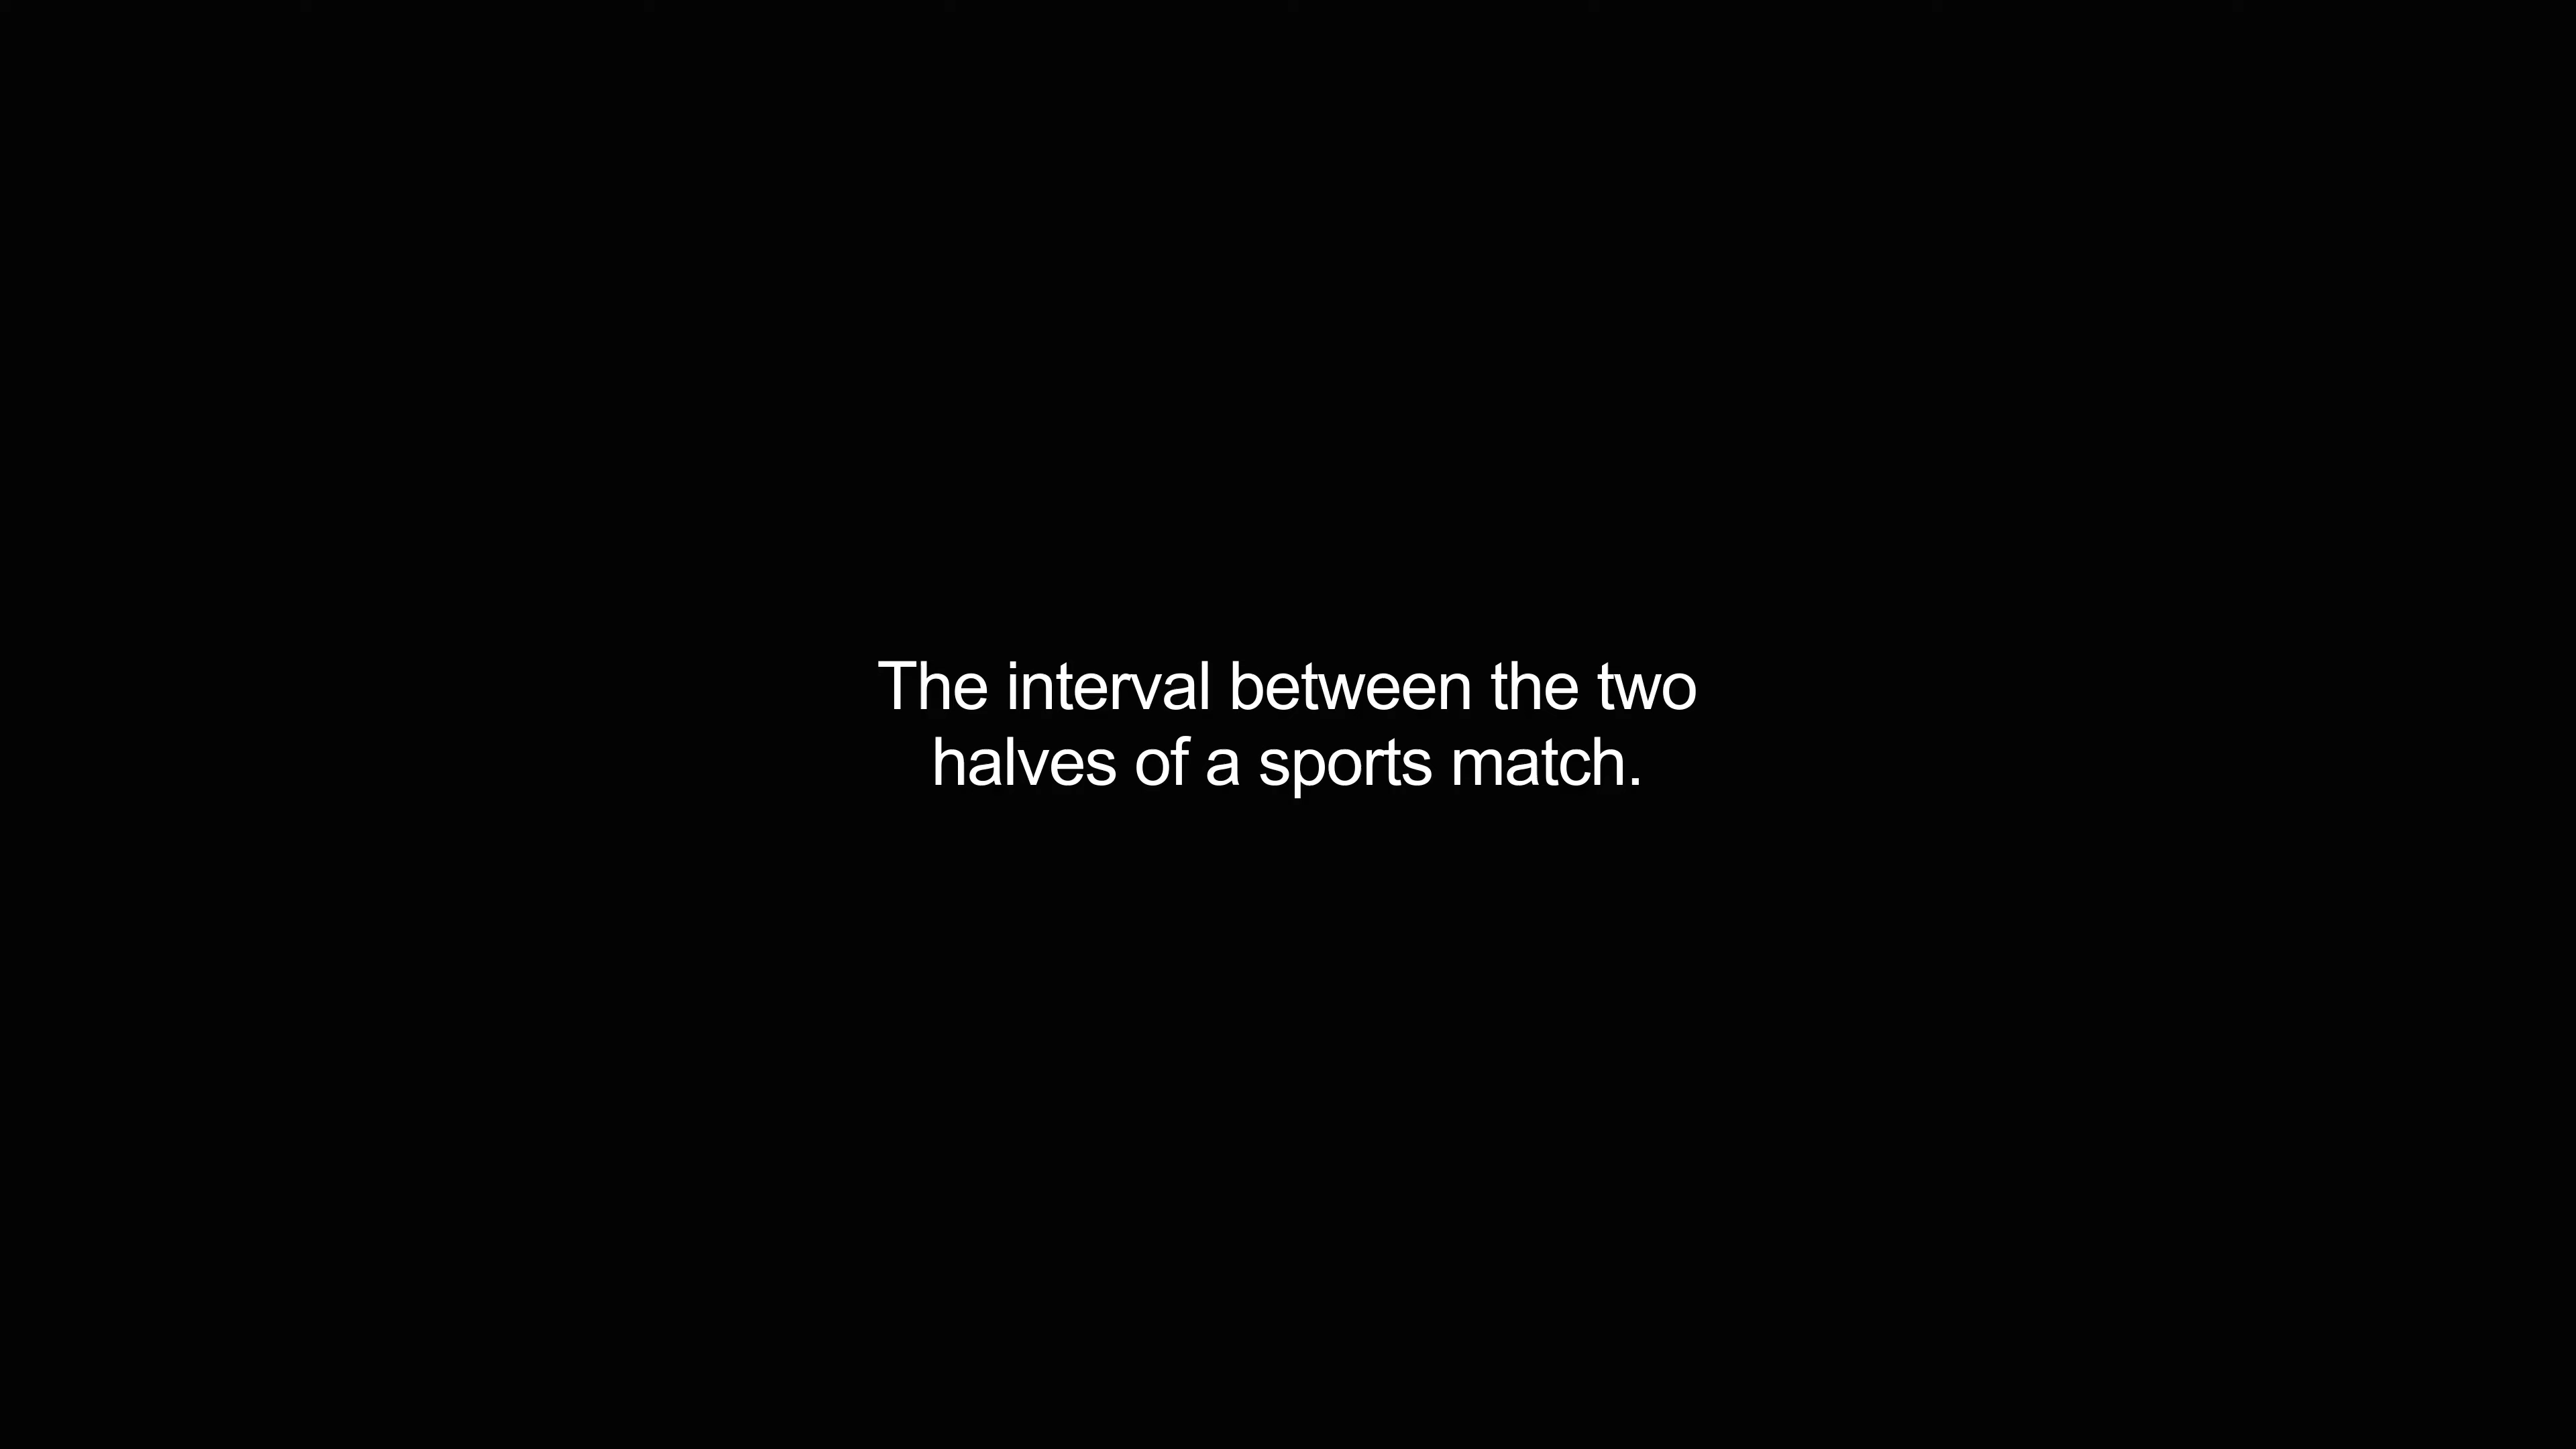 The interval between the two
halves of a sports match.